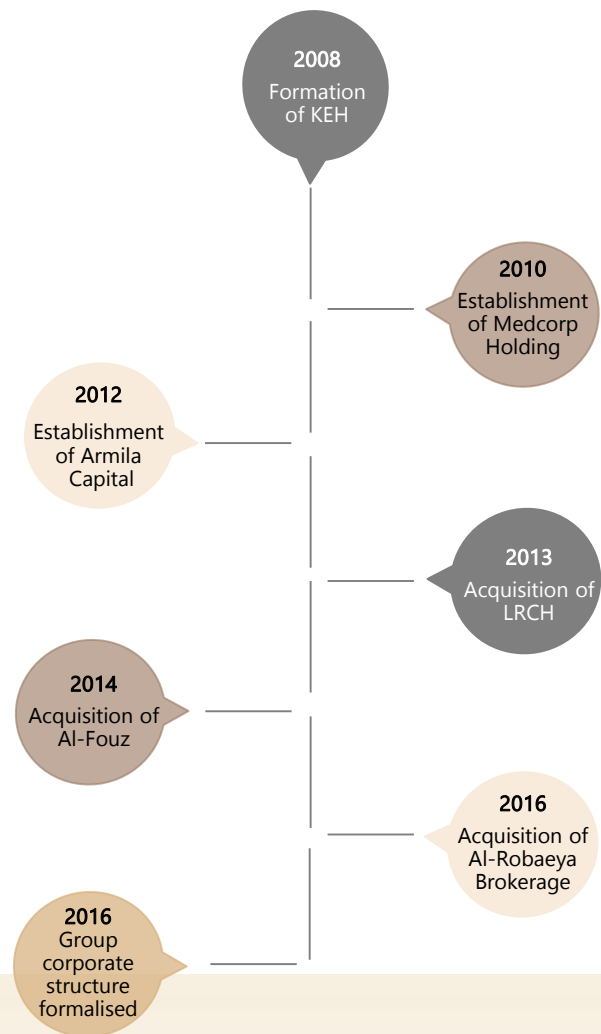 2008
Formation
of KEH
2010
Establishment
of Medcorp
Holding
2012
Establishment
of Armila
Capital
2013
Acquisition of
LRCH
2014
Acquisition of
Al-Fouz
2016
Acquisition of
Al-Robaeya
Brokerage
2016
Group
corporate
structure
formalised